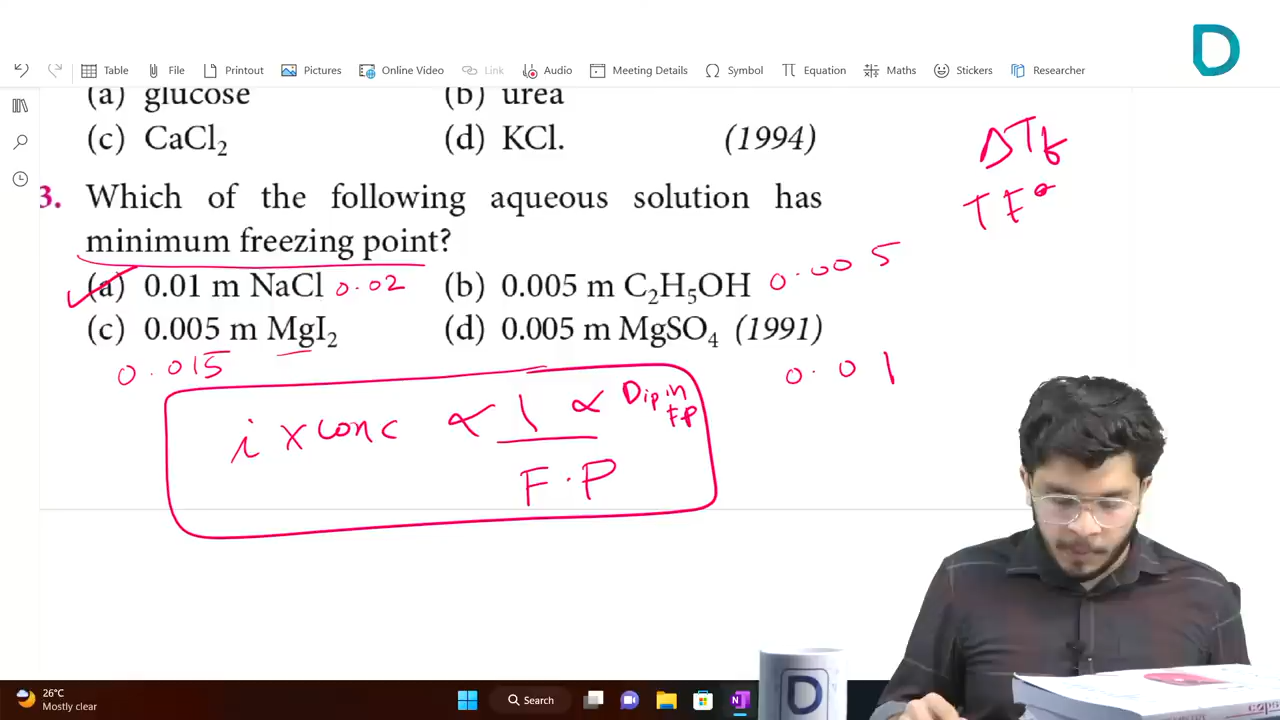 D
Table File Printout Pictures Online Video Link Audio Meeting Details Symbol Equation Maths Stickers Researcher
(a) glucose (b) urea
(c) CaCl₂ (d) KCl. (1994)
3. Which of the following aqueous solution has
minimum freezing point?
(a) 0.01 m NaCl 0.02 (b) 0.005 m C₂H₅OH 0.005
(c) 0.005 m MgI₂ (d) 0.005 m MgSO₄ (1991)
0.015 0.01
i x conc ∝ 1/F.P ∝ Dip in FP
ΔTf
26°C
Mostly clear
Search
D